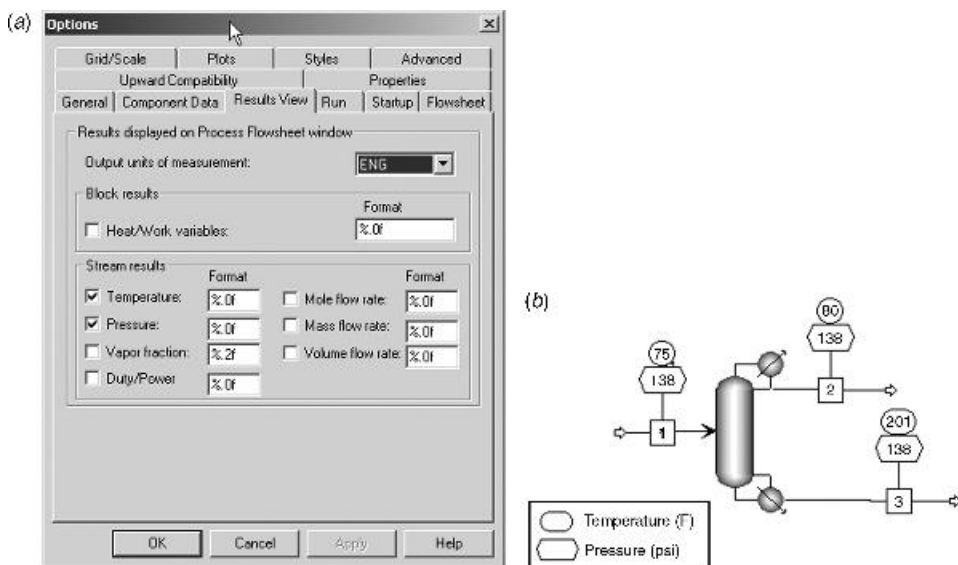 (a)
Options
Grid/Scale Plots Styles Advanced
Upward Compatibility Properties
General Component Data Results View Run Startup Flowsheet
Results displayed on Process Flowsheet window
Output units of measurement: ENG
Block results
Format
Heat/Work variables: %.0f
Stream results
Format Format
Temperature: %.0f Mole flow rate: %.0f
Pressure: %.0f Mass flow rate: %.0f
Vapor fraction: %.2f Volume flow rate: %.0f
Duty/Power %.0f
OK Cancel Apply Help
(b)
80
138
75
138
2
1
201
138
3
Temperature (F)
Pressure (psi)